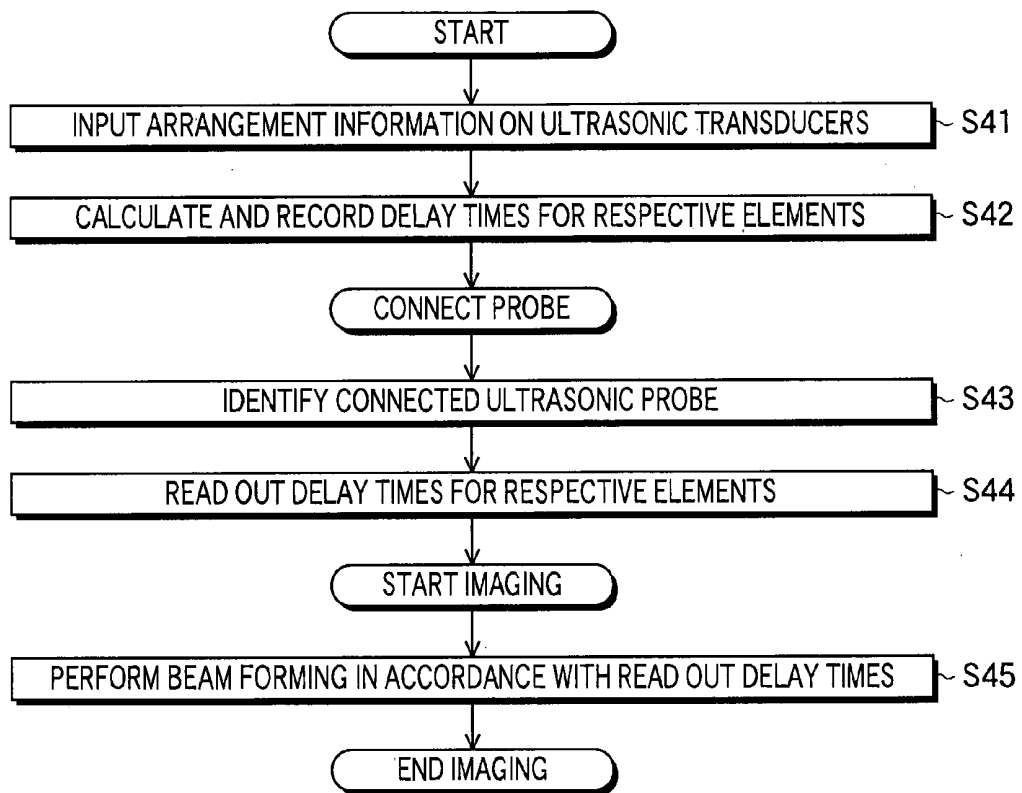 START
INPUT ARRANGEMENT INFORMATION ON ULTRASONIC TRANSDUCERS ~ S41
CALCULATE AND RECORD DELAY TIMES FOR RESPECTIVE ELEMENTS ~ S42
CONNECT PROBE
IDENTIFY CONNECTED ULTRASONIC PROBE ~ S43
READ OUT DELAY TIMES FOR RESPECTIVE ELEMENTS ~ S44
START IMAGING
PERFORM BEAM FORMING IN ACCORDANCE WITH READ OUT DELAY TIMES ~ S45
END IMAGING